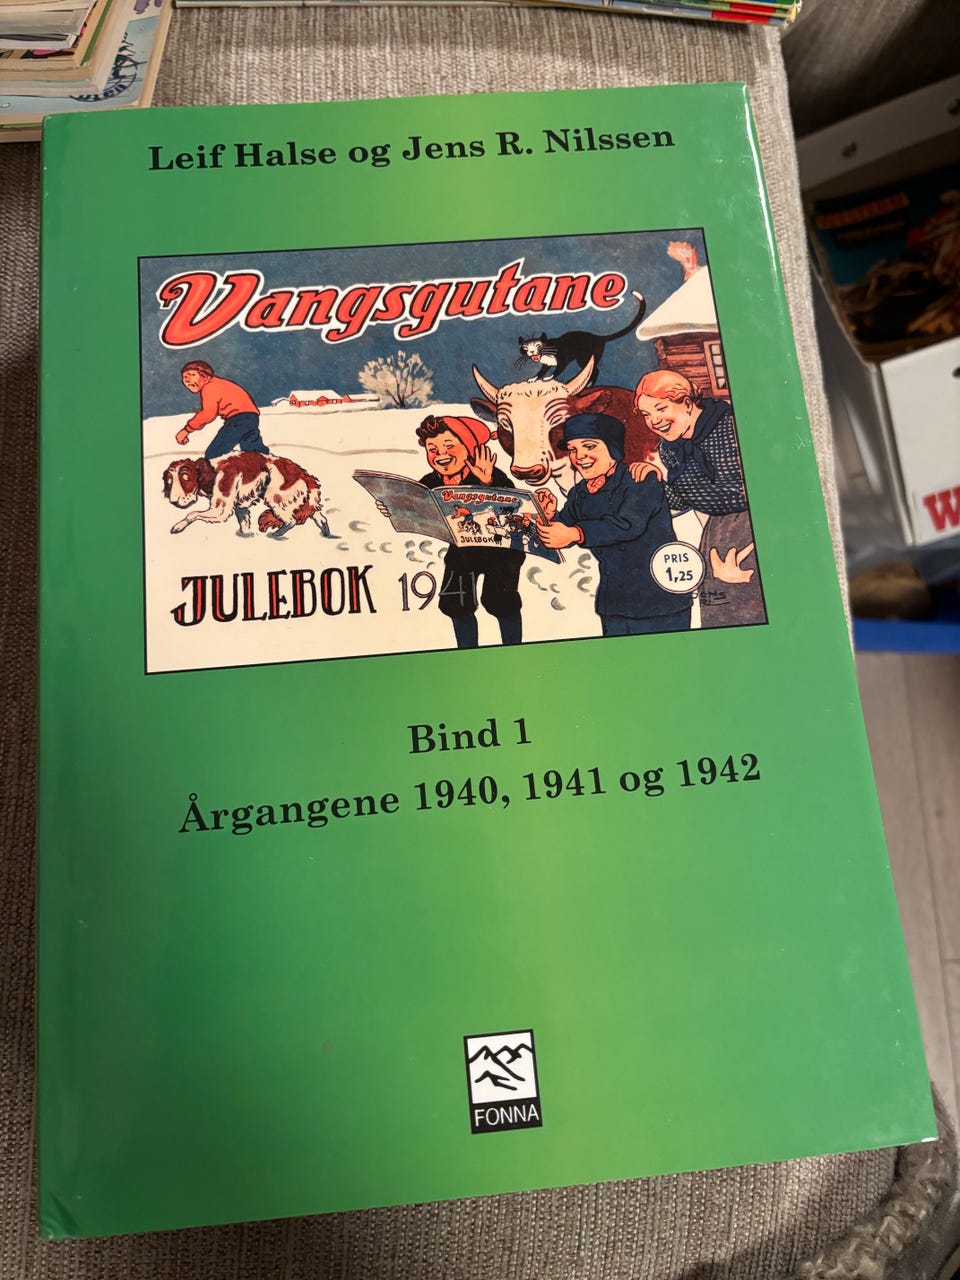 Leif Halse og Jens R. Nilssen
Vangsgutane
Vangsgutane
JULEBOK
PRIS
1,25
JULEBOK 1941
JENS R.
Bind 1
Årgangene 1940, 1941 og 1942
FONNA
W